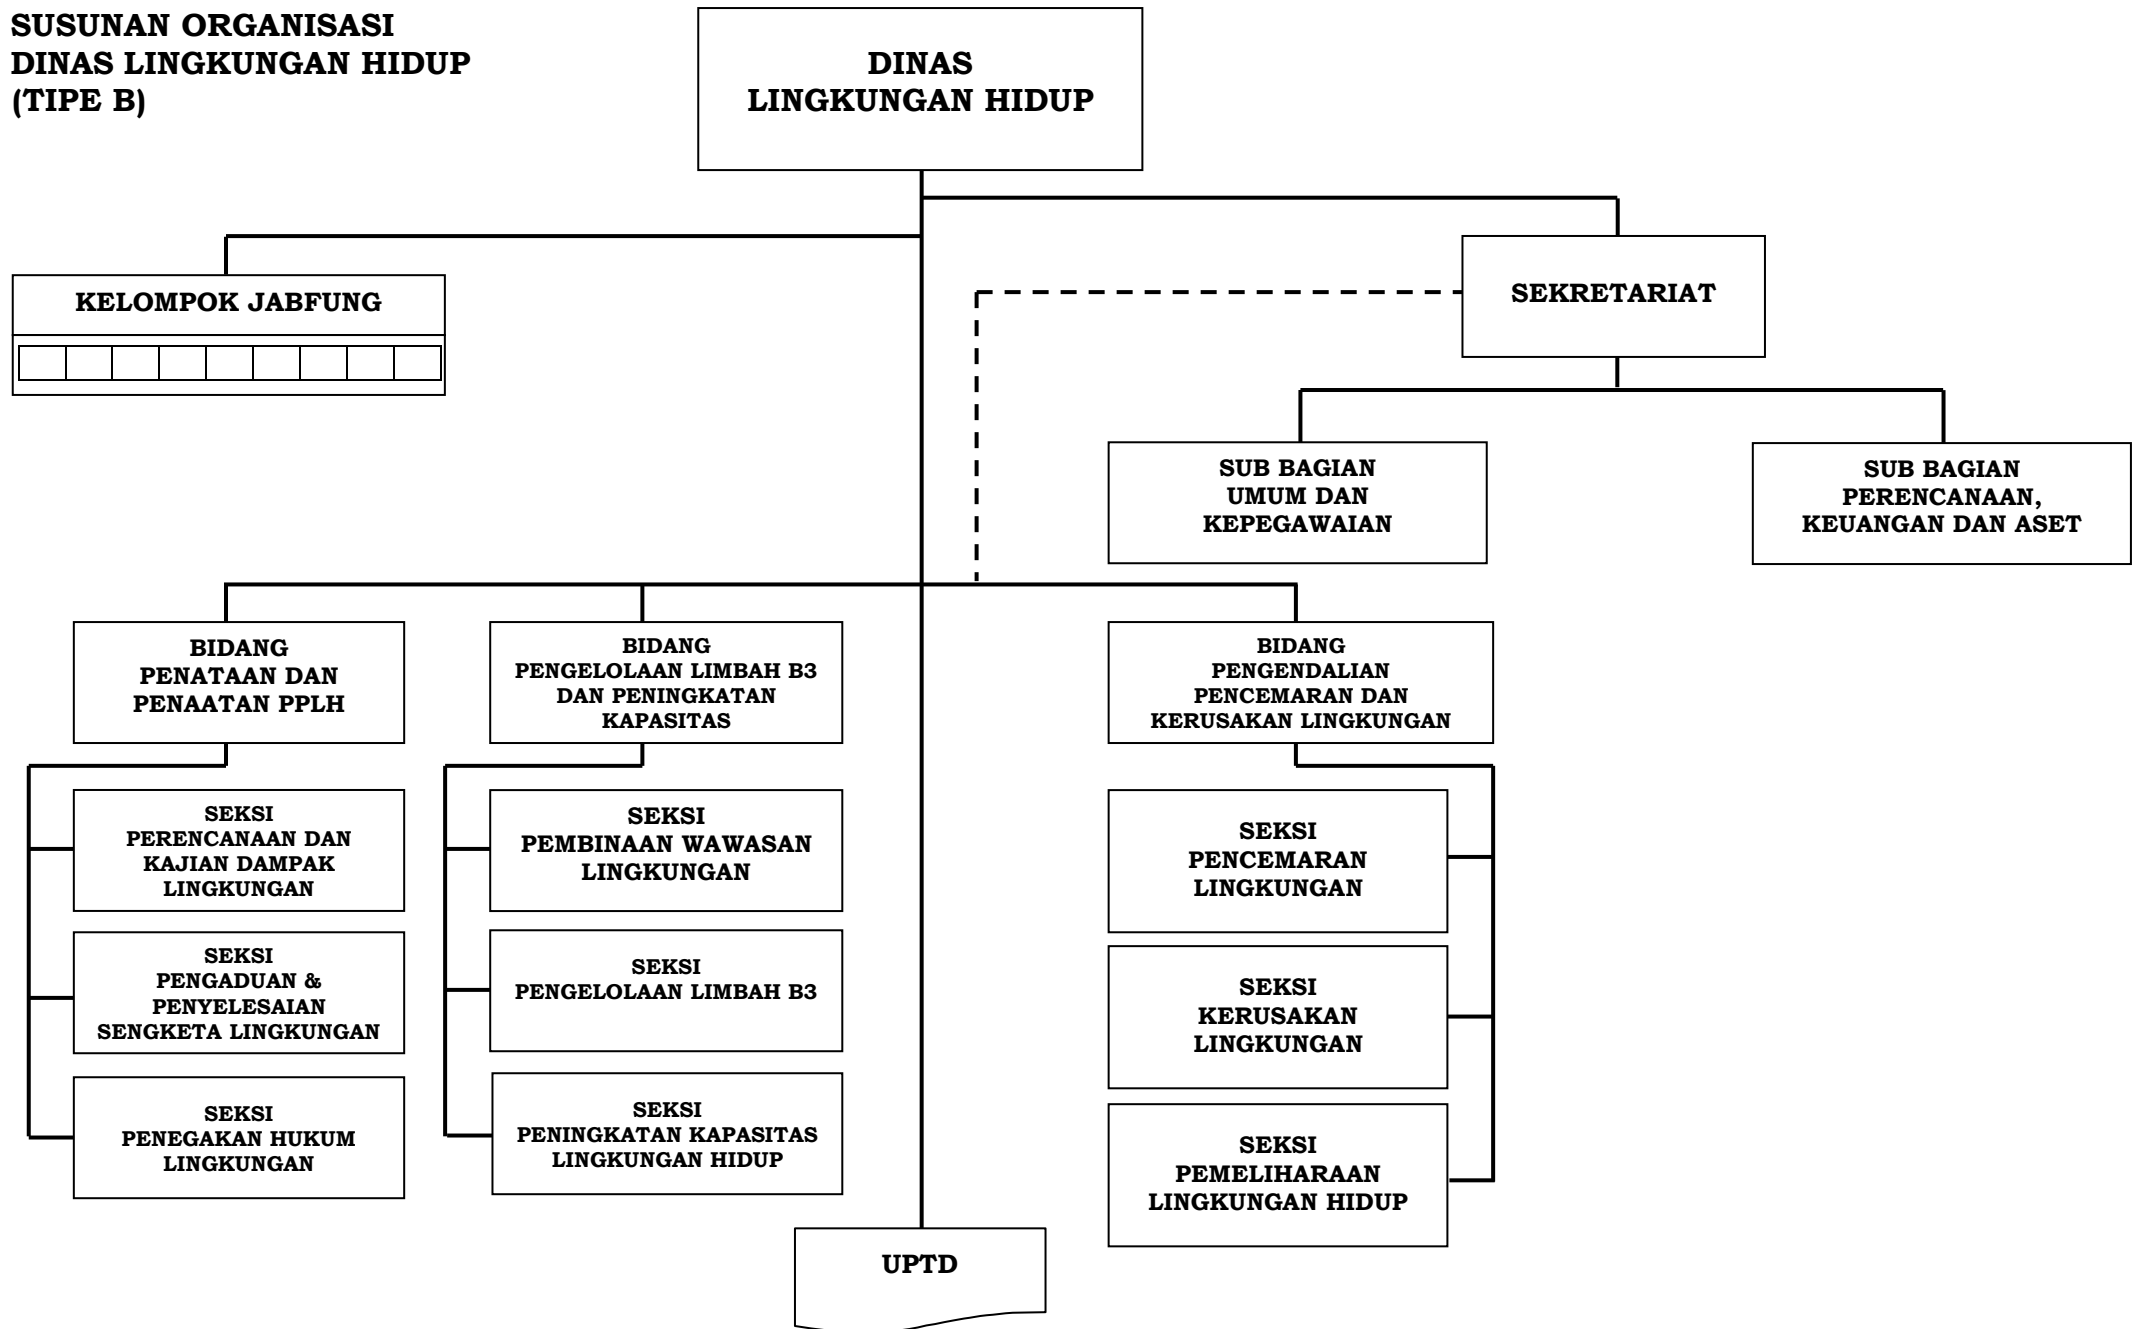 SUSUNAN ORGANISASI
DINAS LINGKUNGAN HIDUP
(TIPE B)
DINAS
LINGKUNGAN HIDUP
KELOMPOK JABFUNG
SEKRETARIAT
SUB BAGIAN
UMUM DAN
KEPEGAWAIAN
SUB BAGIAN
PERENCANAAN,
KEUANGAN DAN ASET
BIDANG
PENATAAN DAN
PENAATAN PPLH
BIDANG
PENGELOLAAN LIMBAH B3
DAN PENINGKATAN
KAPASITAS
BIDANG
PENGENDALIAN
PENCEMARAN DAN
KERUSAKAN LINGKUNGAN
SEKSI
PERENCANAAN DAN
KAJIAN DAMPAK
LINGKUNGAN
SEKSI
PENGADUAN &
PENYELESAIAN
SENGKETA LINGKUNGAN
SEKSI
PENEGAKAN HUKUM
LINGKUNGAN
SEKSI
PEMBINAAN WAWASAN
LINGKUNGAN
SEKSI
PENGELOLAAN LIMBAH B3
SEKSI
PENINGKATAN KAPASITAS
LINGKUNGAN HIDUP
SEKSI
PENCEMARAN
LINGKUNGAN
SEKSI
KERUSAKAN
LINGKUNGAN
SEKSI
PEMELIHARAAN
LINGKUNGAN HIDUP
UPTD